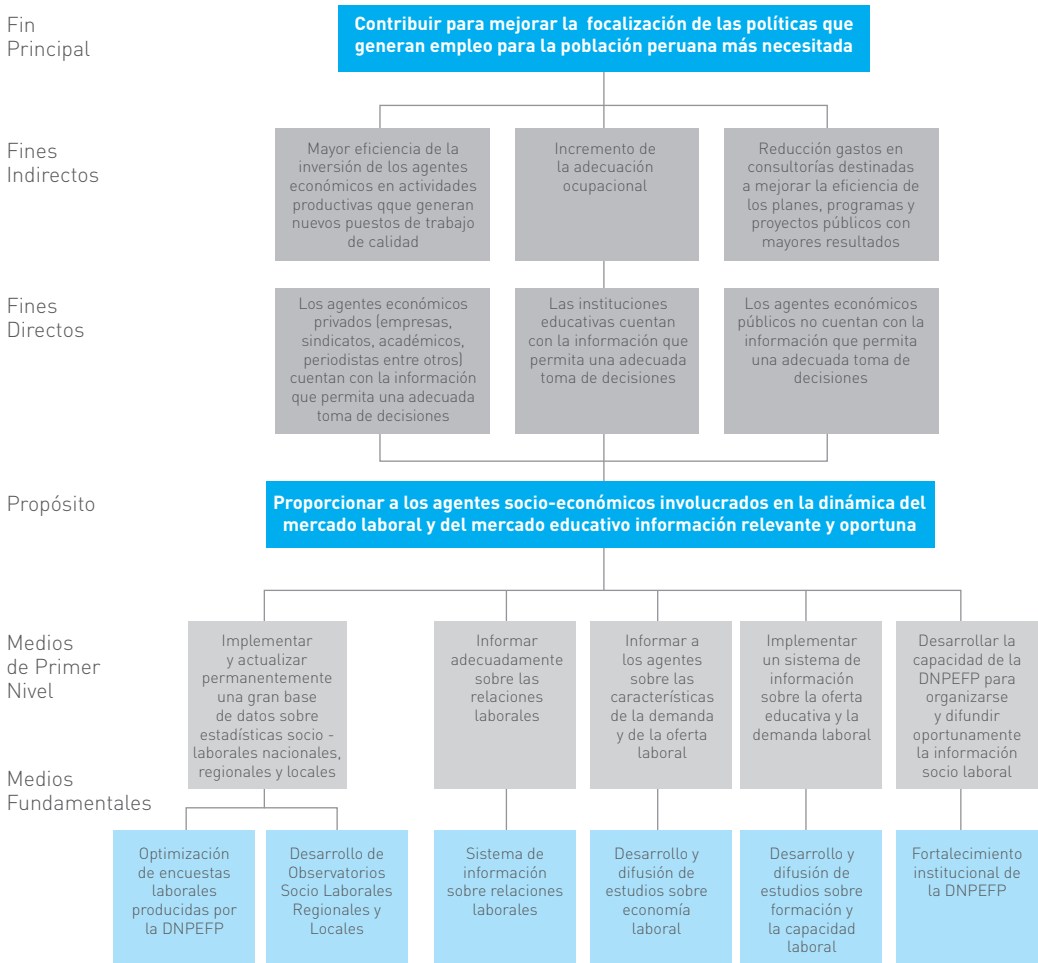 Fin
Principal
Contribuir para mejorar la  focalización de las políticas que
generan empleo para la población peruana más necesitada
Fines
Indirectos
Mayor eficiencia de la
inversión de los agentes
económicos en actividades
productivas qque generan
nuevos puestos de trabajo
de calidad
Incremento de
la adecuación
ocupacional
Reducción gastos en
consultorías destinadas
a mejorar la eficiencia de
los planes, programas y
proyectos públicos con
mayores resultados
Fines
Directos
Los agentes económicos
privados (empresas,
sindicatos, académicos,
periodistas entre otros)
cuentan con la información
que permita una adecuada
toma de decisiones
Las instituciones
educativas cuentan
con la información que
permita una adecuada
toma de decisiones
Los agentes económicos
públicos no cuentan con la
información que permita
una adecuada toma de
decisiones
Propósito
Proporcionar a los agentes socio-económicos involucrados en la dinámica del
mercado laboral y del mercado educativo información relevante y oportuna
Medios
de Primer
Nivel
Implementar
y actualizar
permanentemente
una gran base
de datos sobre
estadísticas socio -
laborales nacionales,
regionales y locales
Informar
adecuadamente
sobre las
relaciones
laborales
Informar a
los agentes
sobre las
características
de la demanda
y de la oferta
laboral
Implementar
un sistema de
información
sobre la oferta
educativa y la
demanda laboral
Desarrollar la
capacidad de la
DNPEFP para
organizarse
y difundir
oportunamente
la información
socio laboral
Medios
Fundamentales
Optimización
de encuestas
laborales
producidas por
la DNPEFP
Desarrollo de
Observatorios
Socio Laborales
Regionales y
Locales
Sistema de
información
sobre relaciones
laborales
Desarrollo y
difusión de
estudios sobre
economía
laboral
Desarrollo y
difusión de
estudios sobre
formación y
la capacidad
laboral
Fortalecimiento
institucional de
la DNPEFP